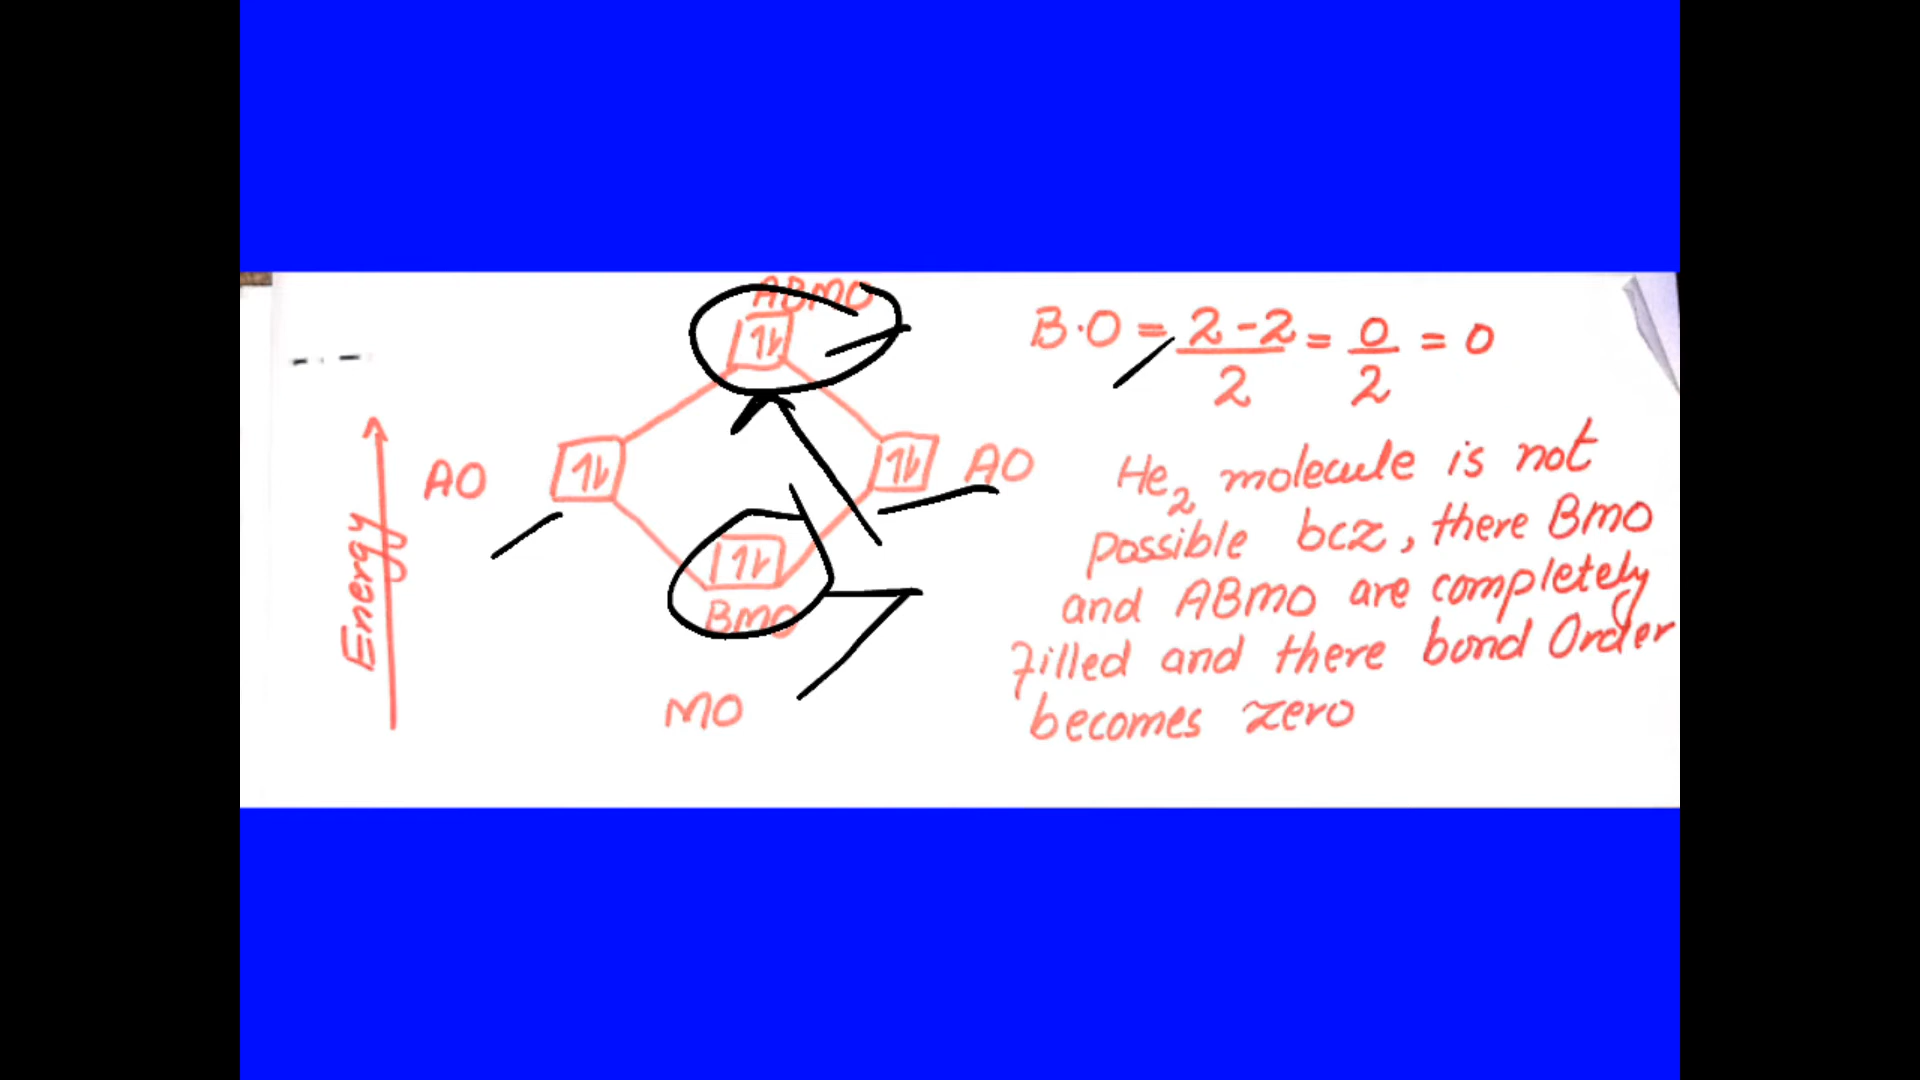 ABMO
B.O = 2-2/2 = 0/2 = 0
AO
AO
Energy
BMO
MO
He2 molecule is not
possible bcz, there BMO
and ABMO are completely
filled and there bond Order
becomes zero